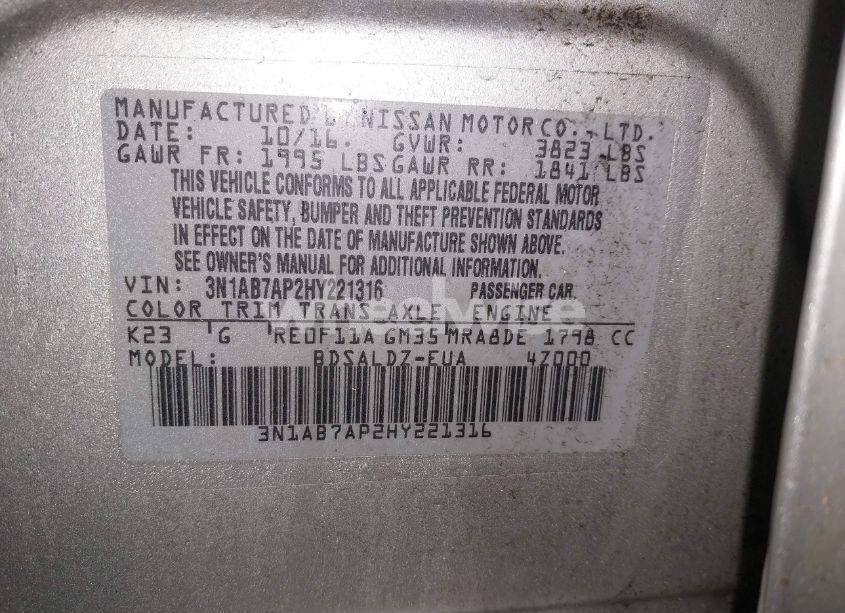 MANUFACTURED BY NISSAN MOTOR CO., LTD.
DATE: 10/16. GVWR: 3823 LBS
GAWR FR: 1995 LBS GAWR RR: 1841 LBS
THIS VEHICLE CONFORMS TO ALL APPLICABLE FEDERAL MOTOR
VEHICLE SAFETY, BUMPER AND THEFT PREVENTION STANDARDS
IN EFFECT ON THE DATE OF MANUFACTURE SHOWN ABOVE.
SEE OWNER'S MANUAL FOR ADDITIONAL INFORMATION.
VIN: 3N1AB7AP2HY221316 PASSENGER CAR.
COLOR TRIM TRANS AXLE ENGINE
K23 G RE0F11A GM35 MRA8DE 1798 CC
MODEL: BDSALDZ-EUA 4Z000
3N1AB7AP2HY221316